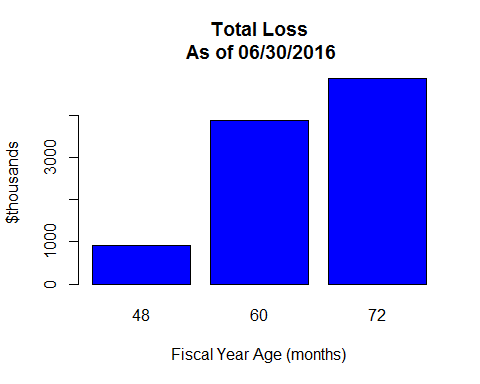 Total Loss
As of 06/30/2016
$thousands
3000
1000
0
48 60 72
Fiscal Year Age (months)